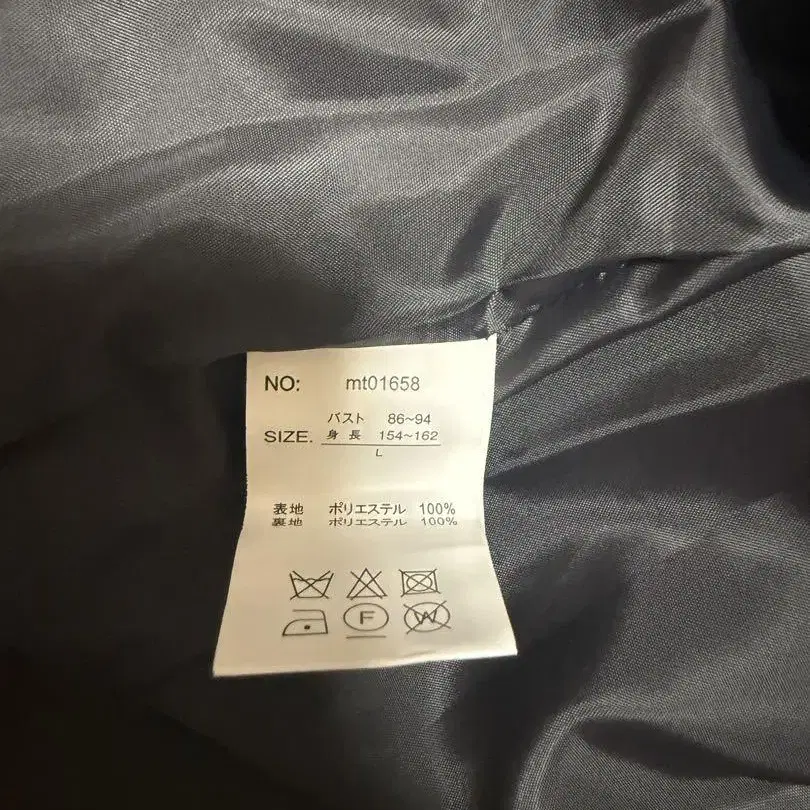 NO: mt01658
バスト 86~94
SIZE. 身長 154~162
L
表地 ポリエステル 100%
裏地 ポリエステル 100%
F W